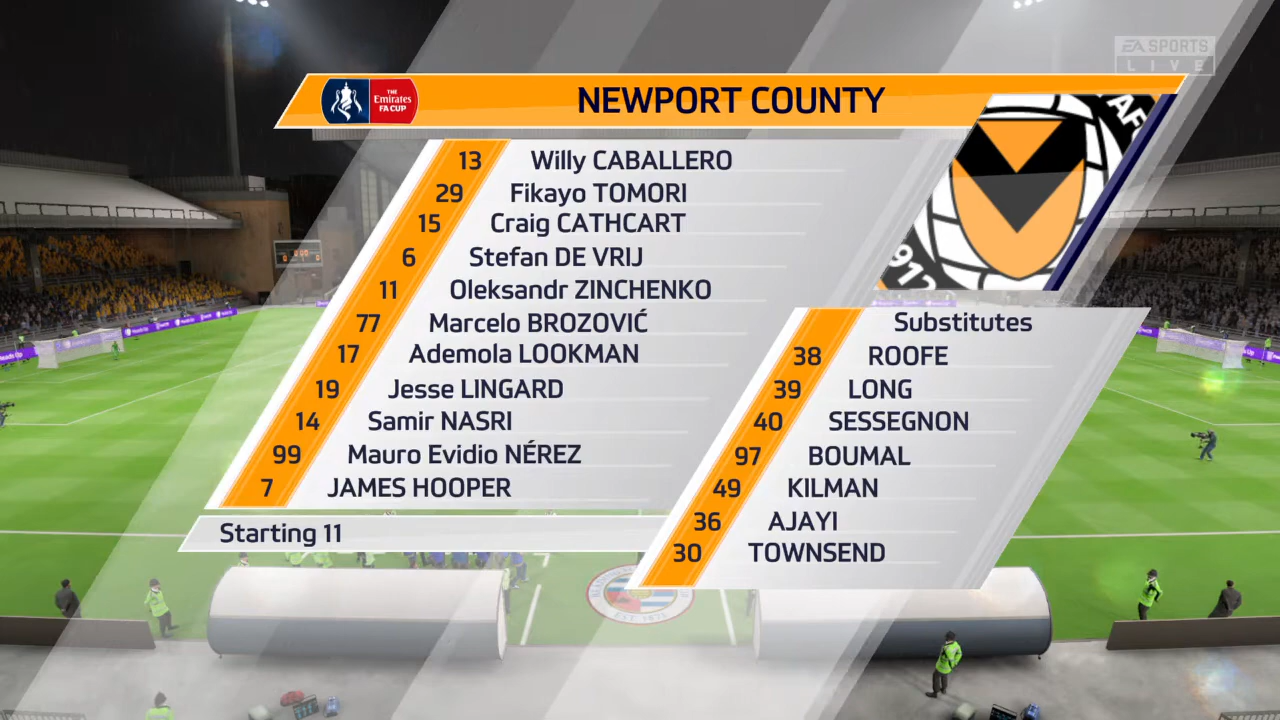 EA SPORTS
LIVE
THE
Emirates
FA CUP
NEWPORT COUNTY
13 Willy CABALLERO
29 Fikayo TOMORI
15 Craig CATHCART
6 Stefan DE VRIJ
11 Oleksandr ZINCHENKO
77 Marcelo BROZOVIĆ
17 Ademola LOOKMAN
19 Jesse LINGARD
14 Samir NASRI
99 Mauro Evidio NÉREZ
7 JAMES HOOPER
Starting 11
AFC
1912
Substitutes
38 ROOFE
39 LONG
40 SESSEGNON
97 BOUMAL
49 KILMAN
36 AJAYI
30 TOWNSEND